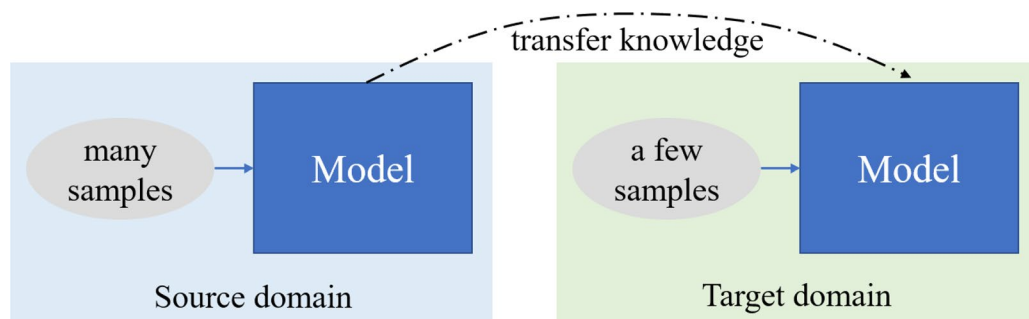 transfer knowledge
many
samples
Model
a few
samples
Model
Source domain
Target domain